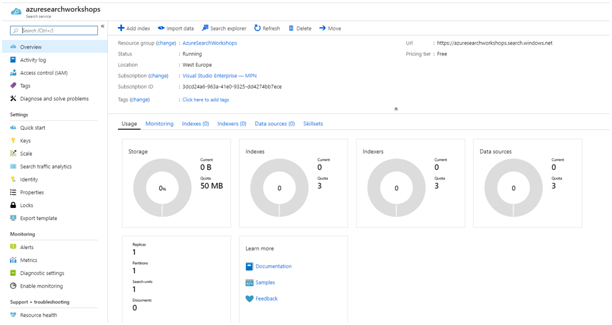 azuresearchworkshops
Search service
Search (Ctrl+/)
Overview
Activity log
Access control (IAM)
Tags
Diagnose and solve problems
Settings
Quick start
Keys
Scale
Search traffic analytics
Identity
Properties
Locks
Export template
Monitoring
Alerts
Metrics
Diagnostic settings
Enable monitoring
Support + troubleshooting
Resource health
Add index Import data Search explorer Refresh Delete Move
Resource group (change) : AzureSearchWorkshops
Status : Running
Location : West Europe
Subscription (change) : Visual Studio Enterprise — MPN
Subscription ID : 3dcd24a6-963a-41e0-9325-dd4274bb7ece
Tags (change) : Click here to add tags
Url : https://azuresearchworkshops.search.windows.net
Pricing tier : Free
Usage Monitoring Indexes (0) Indexers (0) Data sources (0) Skillsets
Storage
0%
Current
0 B
Quota
50 MB
Indexes
0
Current
0
Quota
3
Indexers
0
Current
0
Quota
3
Data sources
0
Current
0
Quota
3
Replicas
1
Partitions
1
Search units
1
Documents
0
Learn more
Documentation
Samples
Feedback